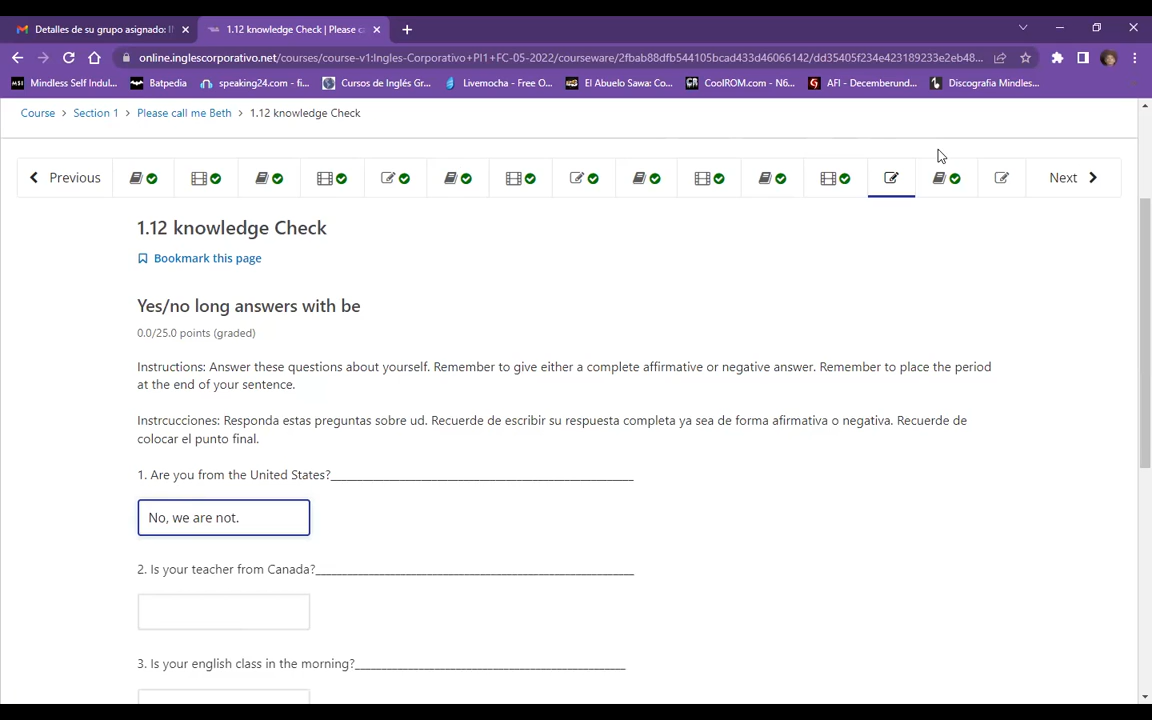 Detalles de su grupo asignado: I
1.12 knowledge Check | Please c
online.inglescorporativo.net/courses/course-v1:Ingles-Corporativo+PI1+FC-05-2022/courseware/2fbab88dfb544105bcad433d46066142/dd35405f234e423189233e2eb48...
Mindless Self Indul...
Batpedia
speaking24.com - fi...
Cursos de Inglés Gr...
Livemocha - Free O...
El Abuelo Sawa: Co...
CoolROM.com - N6...
AFI - Decemberund...
Discografia Mindles...
Course > Section 1 > Please call me Beth > 1.12 knowledge Check
Previous
Next
1.12 knowledge Check
Bookmark this page
Yes/no long answers with be
0.0/25.0 points (graded)
Instructions: Answer these questions about yourself. Remember to give either a complete affirmative or negative answer. Remember to place the period
at the end of your sentence.
Instrcucciones: Responda estas preguntas sobre ud. Recuerde de escribir su respuesta completa ya sea de forma afirmativa o negativa. Recuerde de
colocar el punto final.
1. Are you from the United States?
No, we are not.
2. Is your teacher from Canada?
3. Is your english class in the morning?